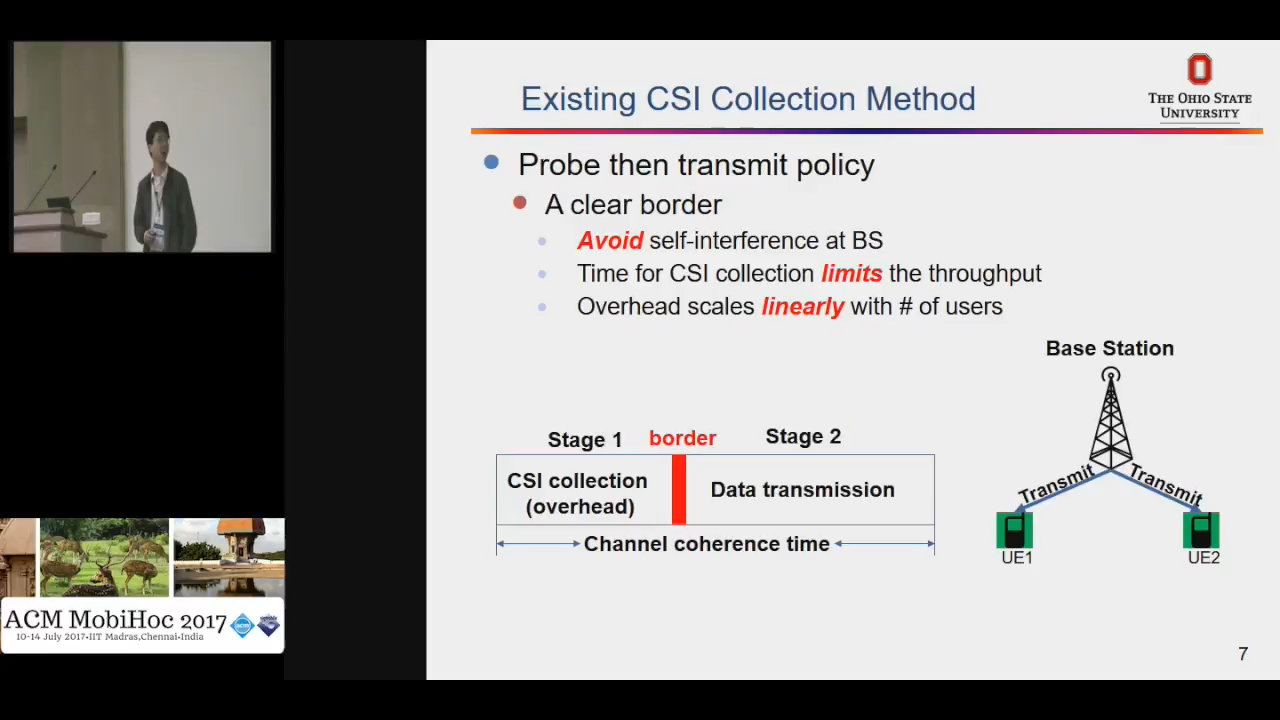 Existing CSI Collection Method
THE OHIO STATE
UNIVERSITY
Probe then transmit policy
A clear border
Avoid self-interference at BS
Time for CSI collection limits the throughput
Overhead scales linearly with # of users
Base Station
Transmit
Transmit
UE1
UE2
Stage 1
border
Stage 2
CSI collection
(overhead)
Data transmission
Channel coherence time
7
ACM MobiHoc 2017
10-14 July 2017•IIT Madras,Chennai•India